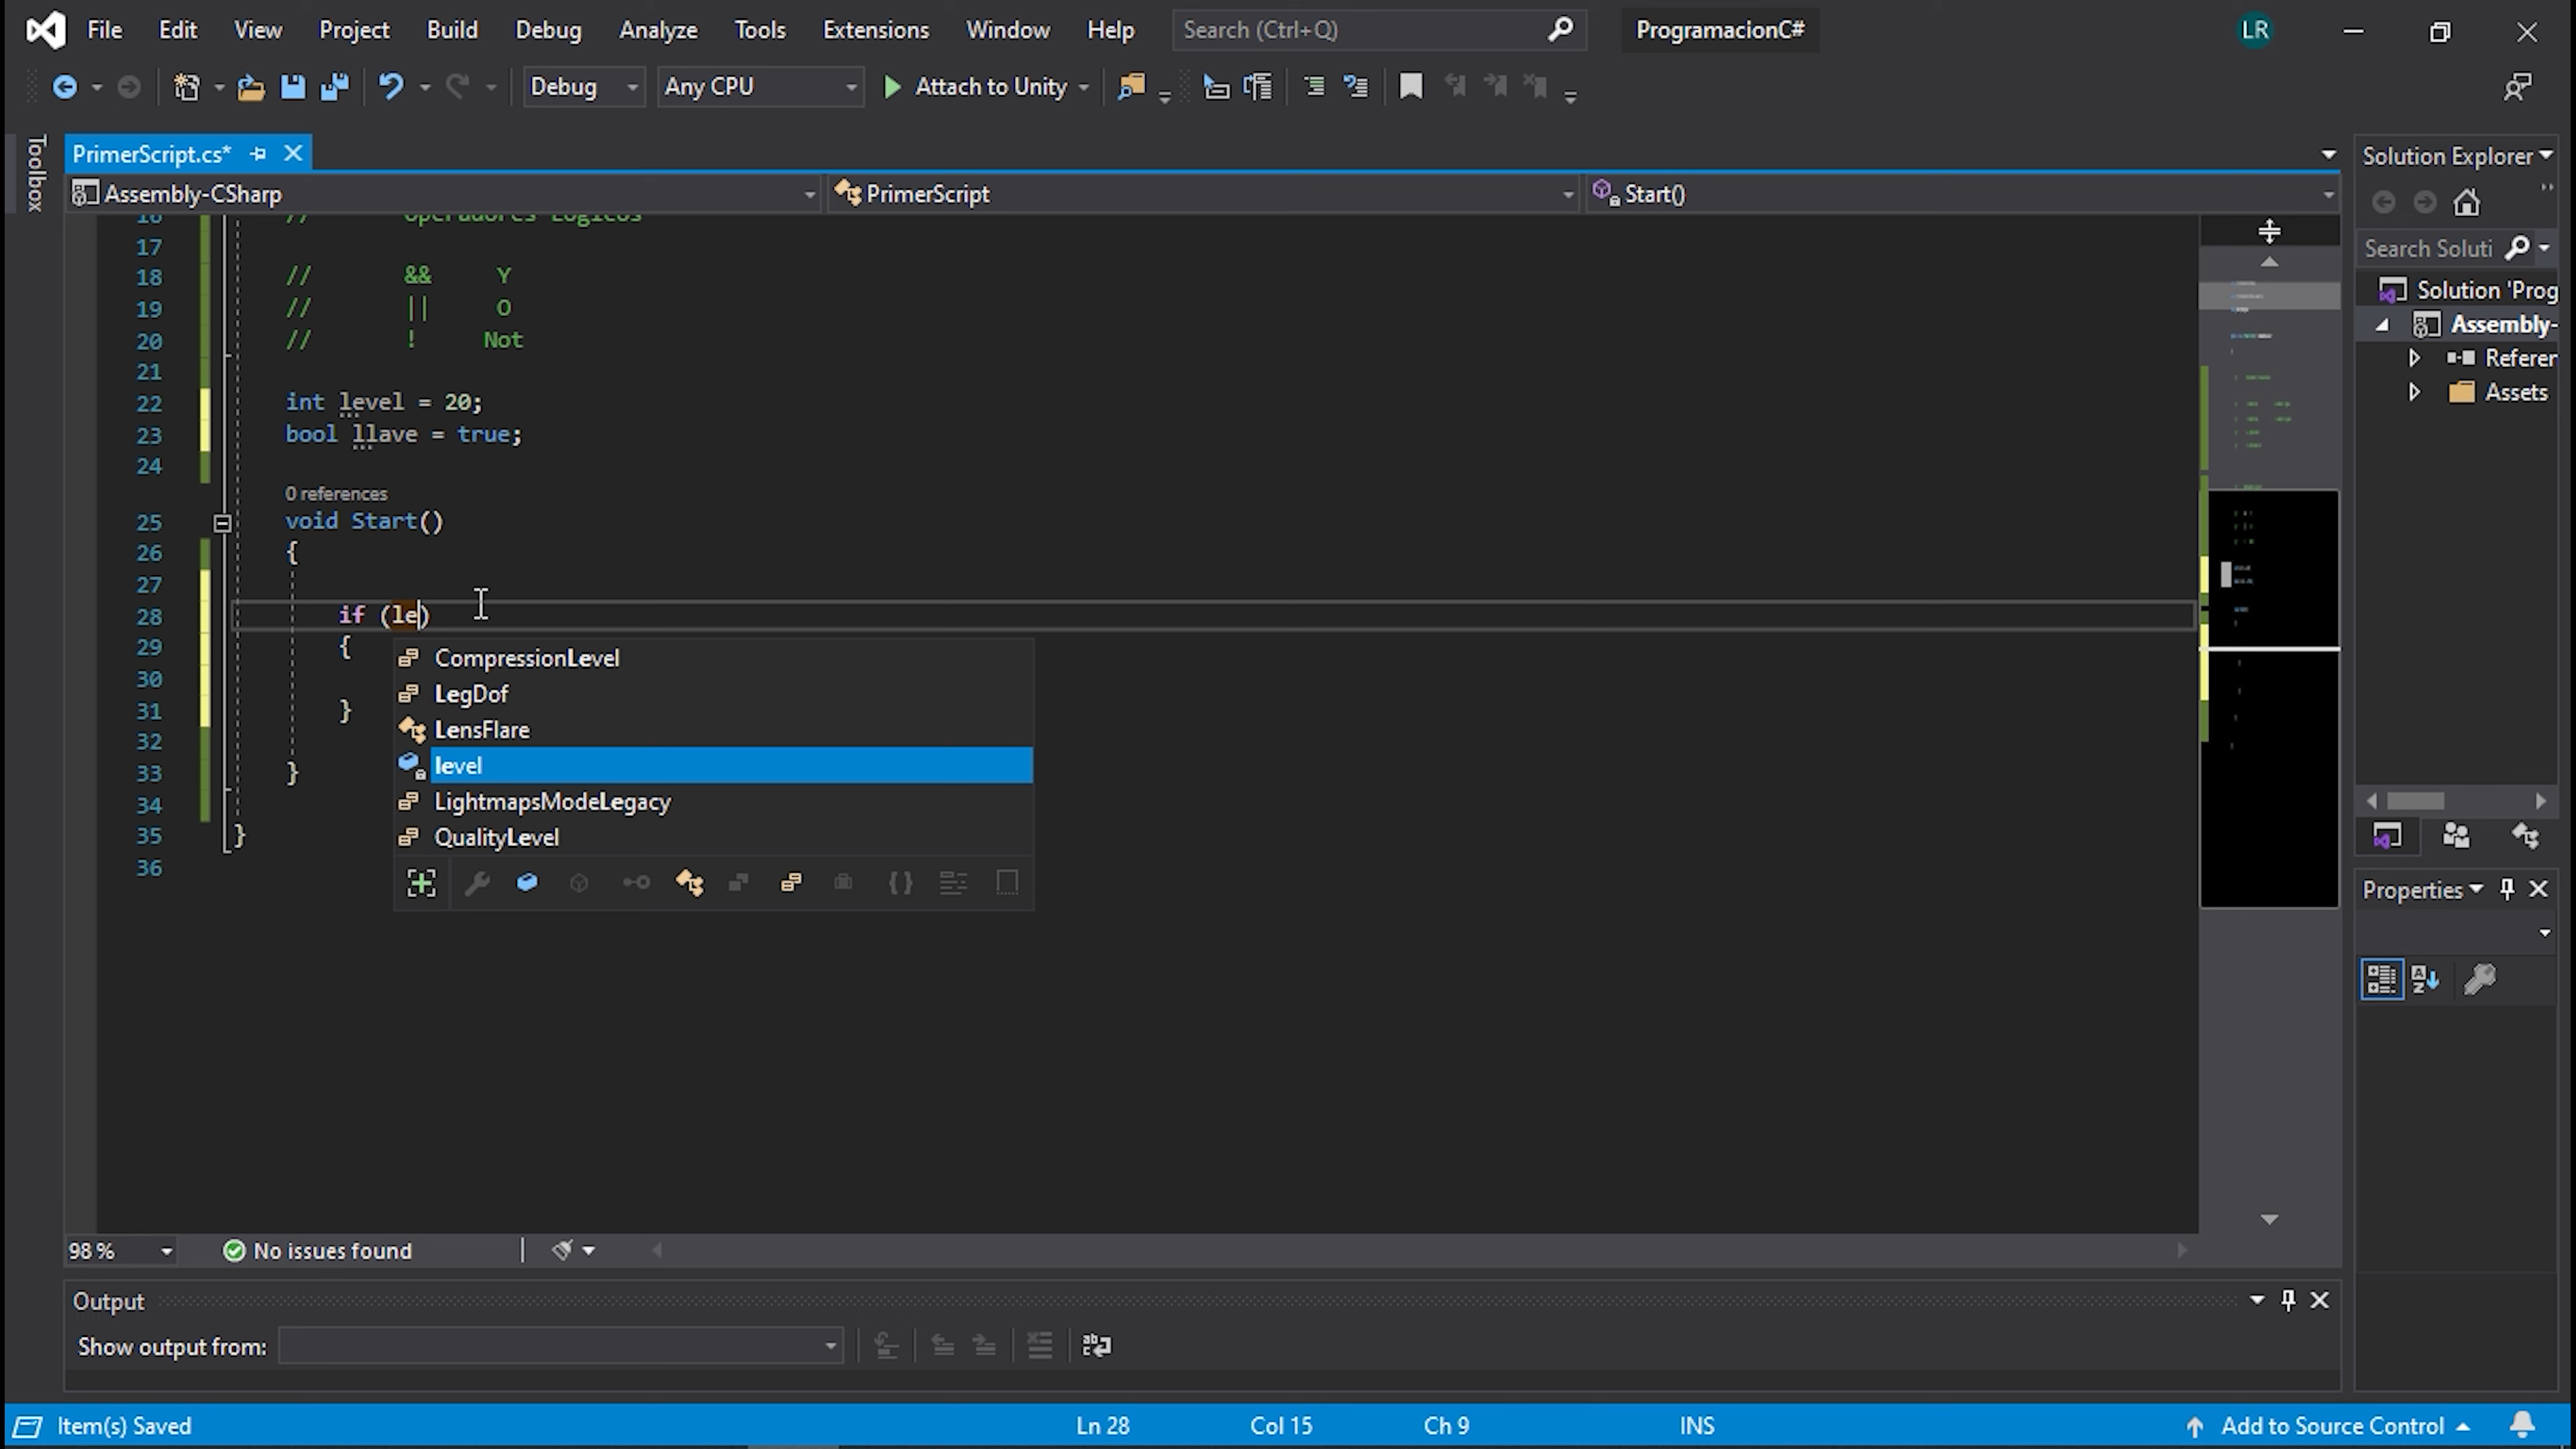 File Edit View Project Build Debug Analyze Tools Extensions Window Help Search (Ctrl+Q) ProgramacionC# LR
Debug Any CPU Attach to Unity
Toolbox
PrimerScript.cs*
Solution Explorer
Assembly-CSharp PrimerScript Start()
16 // Operadores Logicos
17
18 // && Y
19 // || O
20 // ! Not
21
22 int level = 20;
23 bool llave = true;
24
0 references
25 void Start()
26 {
27
28 if (le)
29 {
30
31 }
32
33 }
34
35 }
36
CompressionLevel
LegDof
LensFlare
level
LightmapsModeLegacy
QualityLevel
Search Soluti
Solution 'Prog
Assembly-
Referer
Assets
Properties
98 % No issues found
Output
Show output from:
Item(s) Saved Ln 28 Col 15 Ch 9 INS Add to Source Control